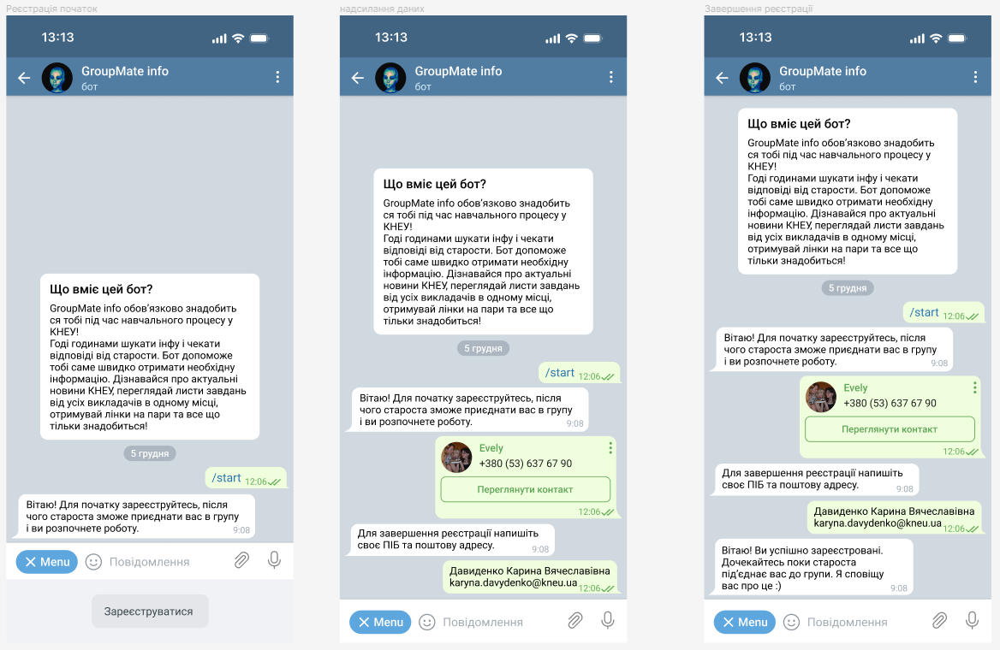 Реєстрація початок
13:13
GroupMate info
бот
Що вміє цей бот?
GroupMate info обов’язково знадобить
ся тобі під час навчального процесу у
КНЕУ!
Годі годинами шукати інфу і чекати
відповіді від старости. Бот допоможе
тобі саме швидко отримати необхідну
інформацію. Дізнавайся про актуальні
новини КНЕУ, переглядай листи завдань
від усіх викладачів в одному місці,
отримувай лінки на пари та все що
тільки знадобиться!
5 грудня
/start 12:06
Вітаю! Для початку зареєструйтесь, після
чого староста зможе приєднати вас в групу
і ви розпочнете роботу. 9:08
Menu Повідомлення
Зареєструватися
надсилання даних
13:13
GroupMate info
бот
Що вміє цей бот?
GroupMate info обов’язково знадобить
ся тобі під час навчального процесу у
КНЕУ!
Годі годинами шукати інфу і чекати
відповіді від старости. Бот допоможе
тобі саме швидко отримати необхідну
інформацію. Дізнавайся про актуальні
новини КНЕУ, переглядай листи завдань
від усіх викладачів в одному місці,
отримувай лінки на пари та все що
тільки знадобиться!
5 грудня
/start 12:06
Вітаю! Для початку зареєструйтесь, після
чого староста зможе приєднати вас в групу
і ви розпочнете роботу. 9:08
Evely
+380 (53) 637 67 90
Переглянути контакт
12:06
Для завершення реєстрації напишіть
своє ПІБ та поштову адресу. 9:08
Давиденко Карина Вячеславівна
karyna.davydenko@kneu.ua 12:06
Menu Повідомлення
Завершення реєстрації
13:13
GroupMate info
бот
Що вміє цей бот?
GroupMate info обов’язково знадобить
ся тобі під час навчального процесу у
КНЕУ!
Годі годинами шукати інфу і чекати
відповіді від старости. Бот допоможе
тобі саме швидко отримати необхідну
інформацію. Дізнавайся про актуальні
новини КНЕУ, переглядай листи завдань
від усіх викладачів в одному місці,
отримувай лінки на пари та все що
тільки знадобиться!
5 грудня
/start 12:06
Вітаю! Для початку зареєструйтесь, після
чого староста зможе приєднати вас в групу
і ви розпочнете роботу. 9:08
Evely
+380 (53) 637 67 90
Переглянути контакт
12:06
Для завершення реєстрації напишіть
своє ПІБ та поштову адресу. 9:08
Давиденко Карина Вячеславівна
karyna.davydenko@kneu.ua 12:06
Вітаю! Ви успішно зареєстровані.
Дочекайтесь поки староста
під’єднає вас до групи. Я сповіщу
вас про це :) 9:08
Menu Повідомлення